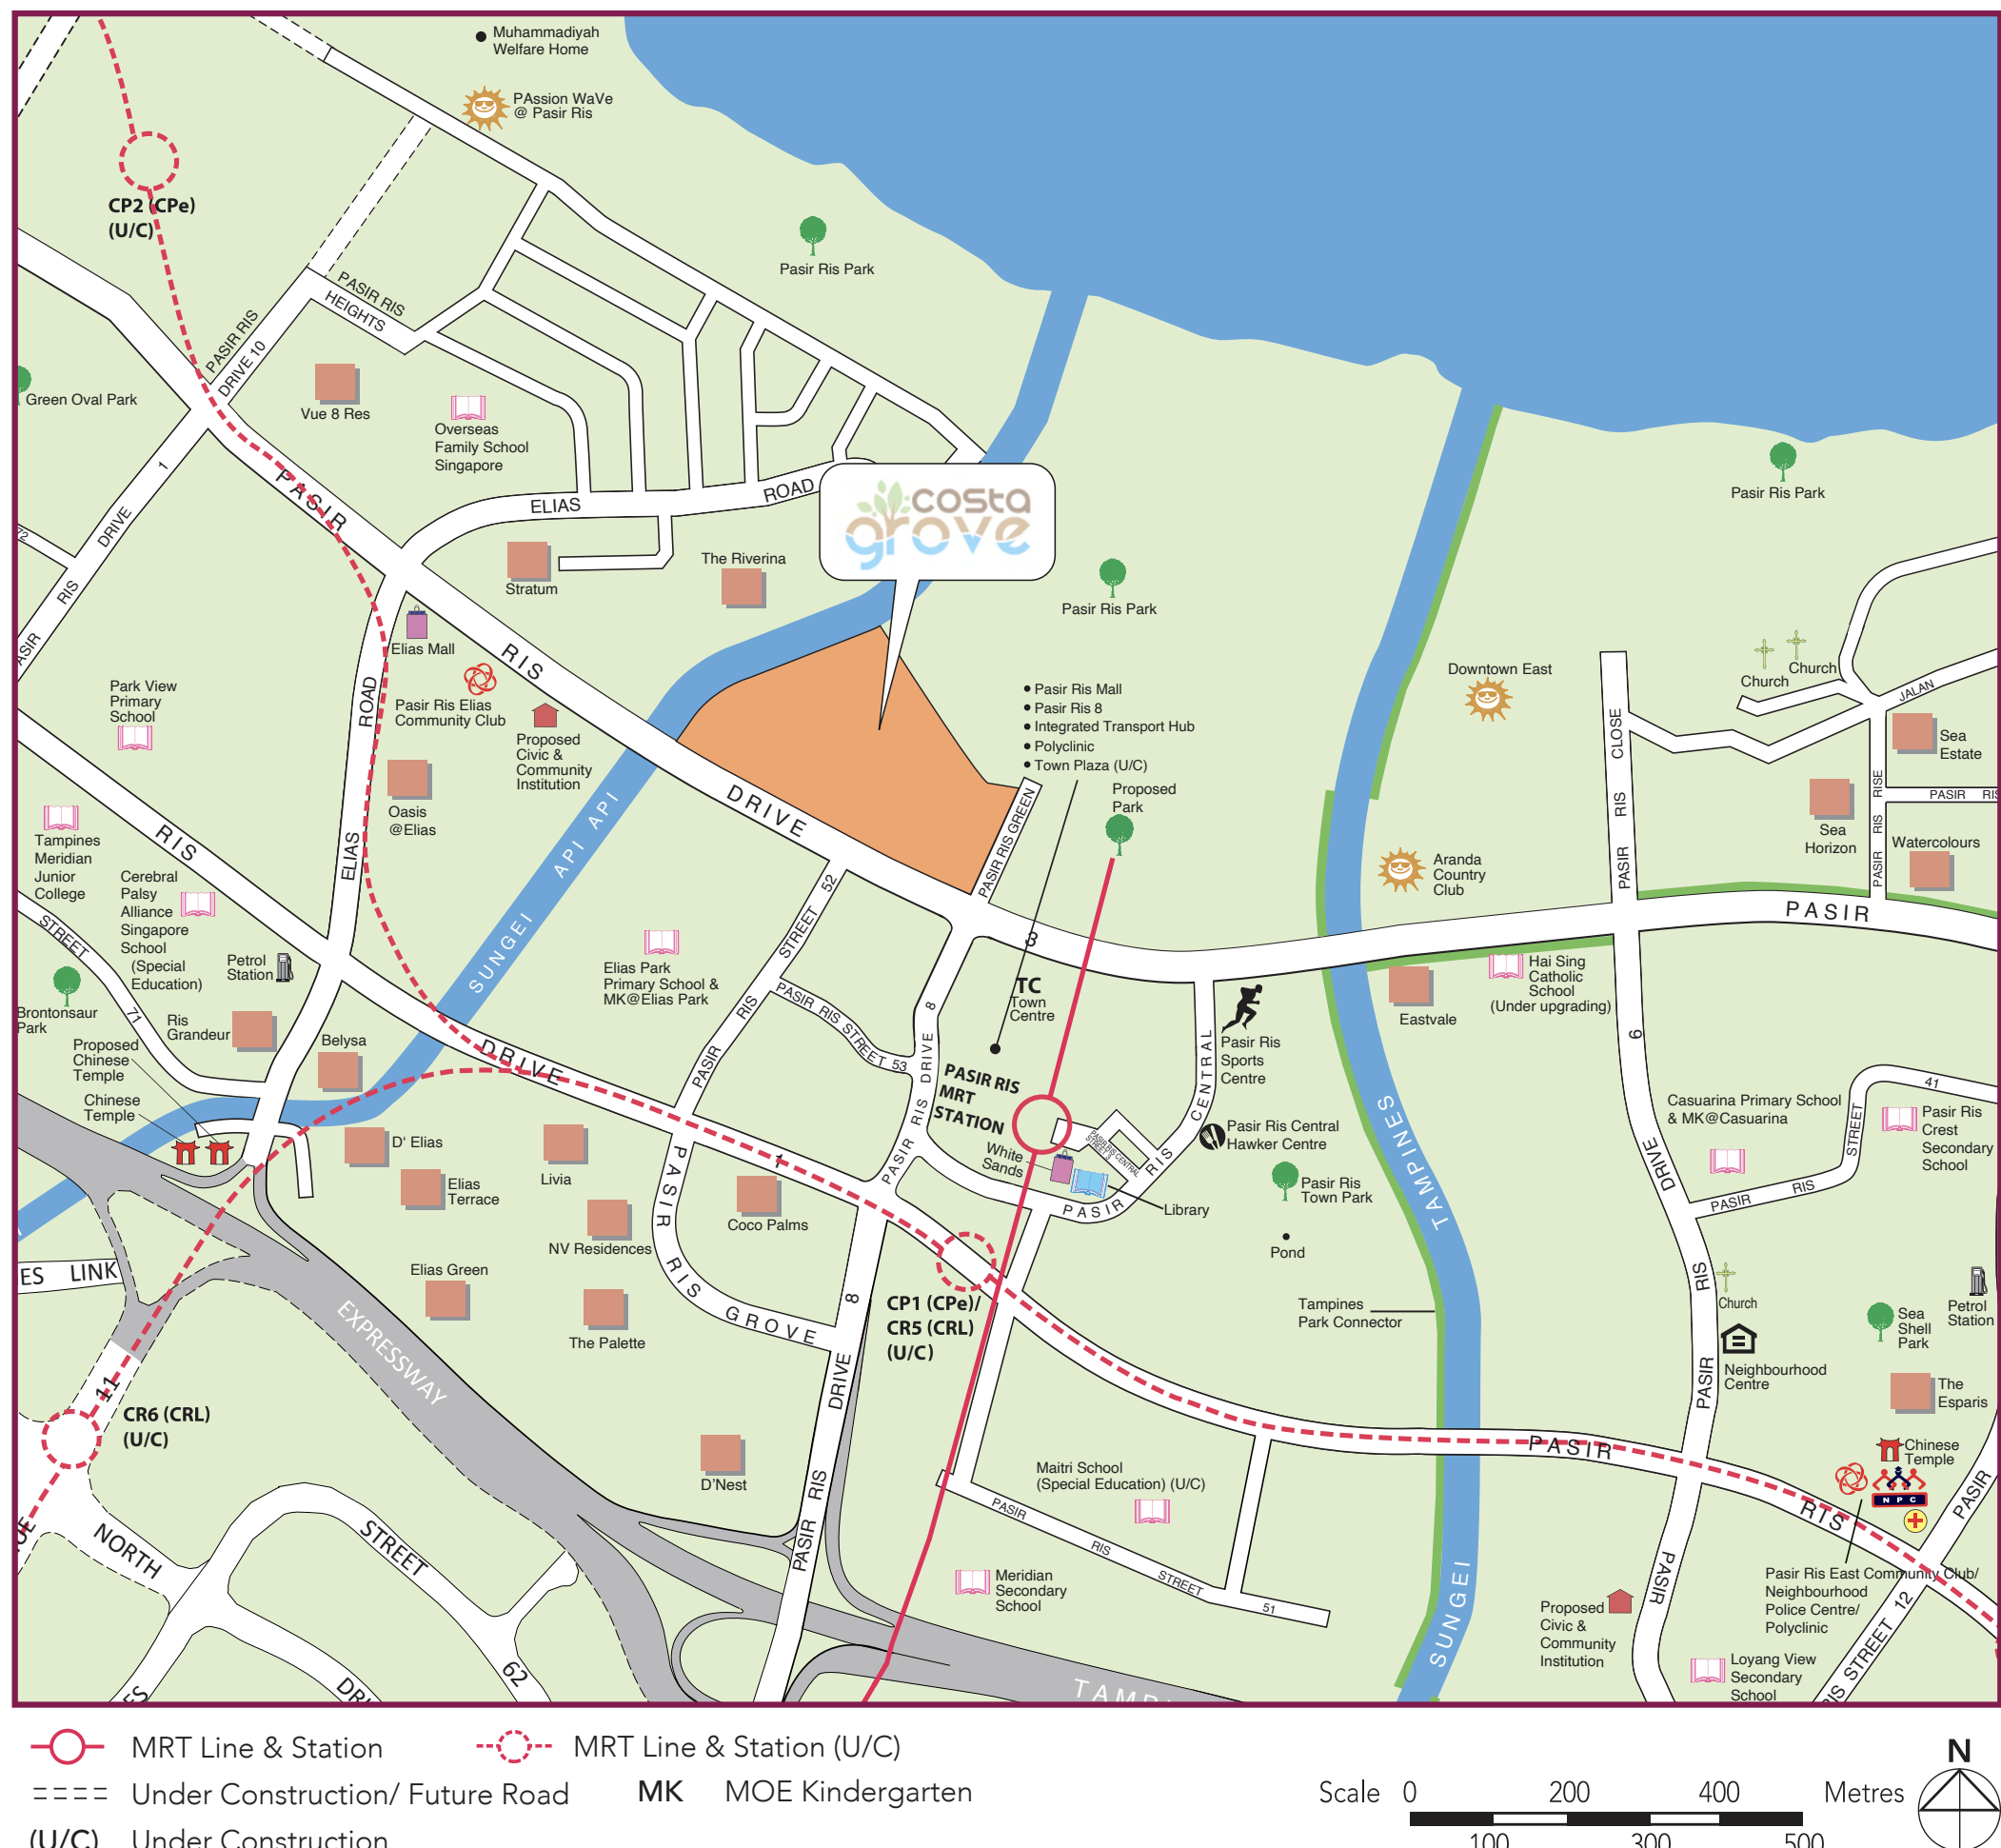 Muhammadiyah
Welfare Home
PAssion WaVe
@ Pasir Ris
CP2 (CPe)
(U/C)
Pasir Ris Park
PASIR RIS
HEIGHTS
PASIR RIS
DRIVE 10
Green Oval Park
Vue 8 Res
Overseas
Family School
Singapore
Pasir Ris Park
DRIVE 1
RIS
PASIR
ELIAS ROAD
costa
grove
72
Stratum
The Riverina
Pasir Ris Park
Elias Mall
RIS
Park View
Primary
School
ROAD
Pasir Ris Elias
Community Club
Proposed
Civic &
Community
Institution
Pasir Ris Mall
Pasir Ris 8
Integrated Transport Hub
Polyclinic
Town Plaza (U/C)
Downtown East
Church
Church
JALAN
CLOSE
RIS
PASIR
Sea
Estate
Oasis
@Elias
DRIVE
Proposed
Park
PASIR RIS GREEN
Sea
Horizon
PASIR RIS RISE
PASIR RIS
Watercolours
Tampines
Meridian
Junior
College
RIS
ELIAS
SUNGEI API API
Cerebral
Palsy
Alliance
Singapore
School
(Special
Education)
Aranda
Country
Club
PASIR
STREET
71
Petrol
Station
Elias Park
Primary School &
MK@Elias Park
PASIR RIS STREET 52
PASIR RIS STREET 53
3
TC
Town
Centre
Hai Sing
Catholic
School
(Under upgrading)
Eastvale
Brontonsaur
Park
Ris
Grandeur
Belysa
Proposed
Chinese
Temple
Chinese
Temple
DRIVE
PASIR RIS DRIVE 8
PASIR RIS
MRT
STATION
Pasir Ris
Sports
Centre
CENTRAL
6
DRIVE
RIS
PASIR
Casuarina Primary School
& MK@Casuarina
41
STREET
Pasir Ris
Crest
Secondary
School
Pasir Ris Central
Hawker Centre
PASIR RIS CENTRAL
STREET 3
White
Sands
D' Elias
Livia
1
PASIR RIS
PASIR RIS
Elias
Terrace
Pasir Ris
Town Park
Library
TAMPINES
NV Residences
Coco Palms
Pond
ES LINK
Elias Green
PASIR RIS GROVE
Church
Sea
Shell
Park
Petrol
Station
EXPRESSWAY
The Palette
CP1 (CPe)/
CR5 (CRL)
(U/C)
Tampines
Park Connector
Neighbourhood
Centre
The
Esparis
11
CR6 (CRL)
(U/C)
PASIR RIS DRIVE 8
D'Nest
Maitri School
(Special Education) (U/C)
PASIR
Chinese
Temple
NPC
RIS
PASIR
NORTH
STREET
62
PASIR RIS STREET 51
Meridian
Secondary
School
SUNGEI
Proposed
Civic &
Community
Institution
PASIR
Pasir Ris East Community Club/
Neighbourhood
Police Centre/
Polyclinic
Loyang View
Secondary
School
RIS STREET 12
MRT Line & Station
MRT Line & Station (U/C)
Under Construction/ Future Road
MK MOE Kindergarten
(U/C) Under Construction
Scale 0 200 400 Metres
100 300 500
N